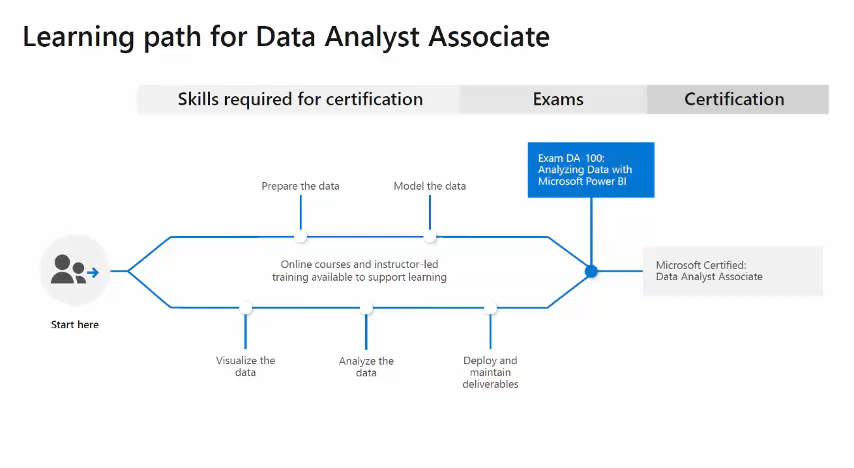 Learning path for Data Analyst Associate
Skills required for certification
Exams
Certification
Exam DA-100:
Analyzing Data with
Microsoft Power BI
Prepare the data
Model the data
Online courses and instructor-led
training available to support learning
Microsoft Certified:
Data Analyst Associate
Start here
Visualize the
data
Analyze the
data
Deploy and
maintain
deliverables